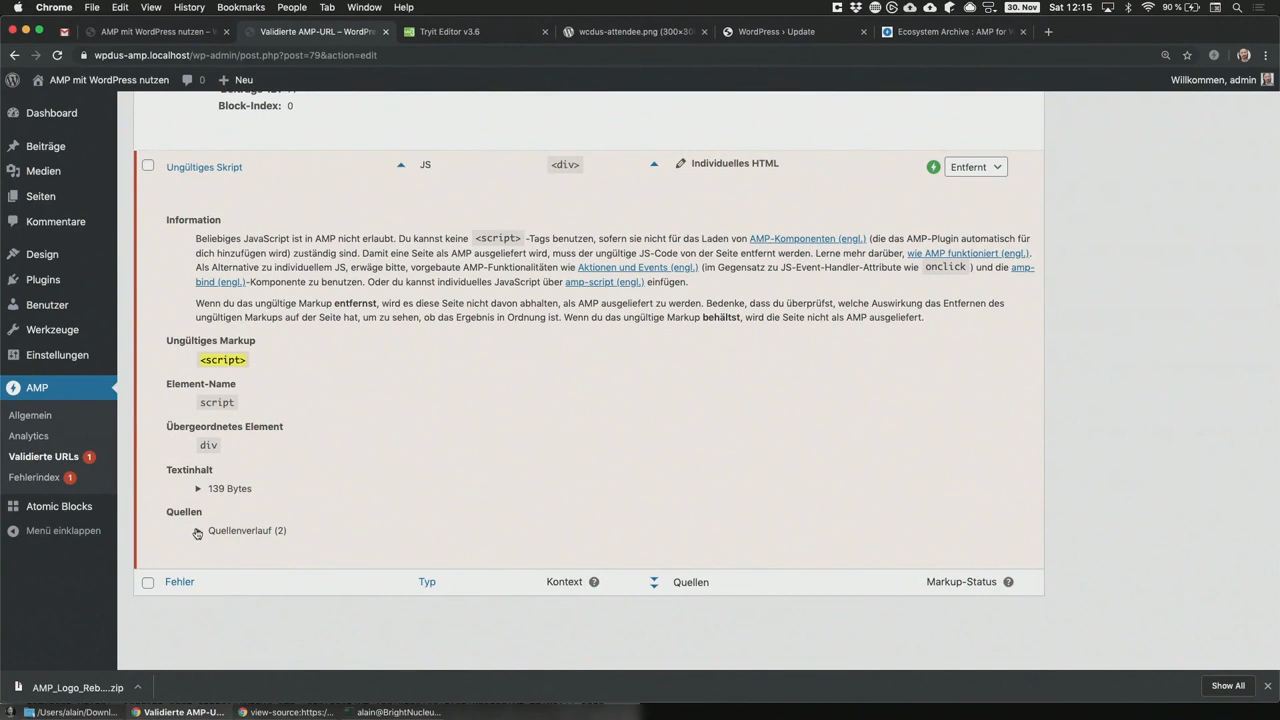 Chrome File Edit View History Bookmarks People Tab Window Help 30. Nov Sat 12:15 90 %
AMP mit WordPress nutzen – Validierte AMP-URL – WordPre Tryit Editor v3.6 wcdus-attendee.png (300×30 WordPress › Update Ecosystem Archive : AMP for
wpdus-amp.localhost/wp-admin/post.php?post=79&action=edit
AMP mit WordPress nutzen 0 Neu Willkommen, admin
Block-Index: 0
Dashboard
Beiträge
Medien
Seiten
Kommentare
Design
Plugins
Benutzer
Werkzeuge
Einstellungen
AMP
Allgemein
Analytics
Validierte URLs 1
Fehlerindex 1
Atomic Blocks
Menü einklappen
Ungültiges Skript JS <div> Individuelles HTML Entfernt
Information
Beliebiges JavaScript ist in AMP nicht erlaubt. Du kannst keine <script> -Tags benutzen, sofern sie nicht für das Laden von AMP-Komponenten (engl.) (die das AMP-Plugin automatisch für
dich hinzufügen wird) zuständig sind. Damit eine Seite als AMP ausgeliefert wird, muss der ungültige JS-Code von der Seite entfernt werden. Lerne mehr darüber, wie AMP funktioniert (engl.).
Als Alternative zu individuellem JS, erwäge bitte, vorgebaute AMP-Funktionalitäten wie Aktionen und Events (engl.) (im Gegensatz zu JS-Event-Handler-Attribute wie onclick ) und die amp-
bind (engl.)-Komponente zu benutzen. Oder du kannst individuelles JavaScript über amp-script (engl.) einfügen.
Wenn du das ungültige Markup entfernst, wird es diese Seite nicht davon abhalten, als AMP ausgeliefert zu werden. Bedenke, dass du überprüfst, welche Auswirkung das Entfernen des
ungültigen Markups auf der Seite hat, um zu sehen, ob das Ergebnis in Ordnung ist. Wenn du das ungültige Markup behältst, wird die Seite nicht als AMP ausgeliefert.
Ungültiges Markup
<script>
Element-Name
script
Übergeordnetes Element
div
Textinhalt
139 Bytes
Quellen
Quellenverlauf (2)
Fehler Typ Kontext Quellen Markup-Status
AMP_Logo_Reb....zip Show All
/Users/alain/Downl... Validierte AMP-U... view-source:https:/... alain@BrightNucleu...